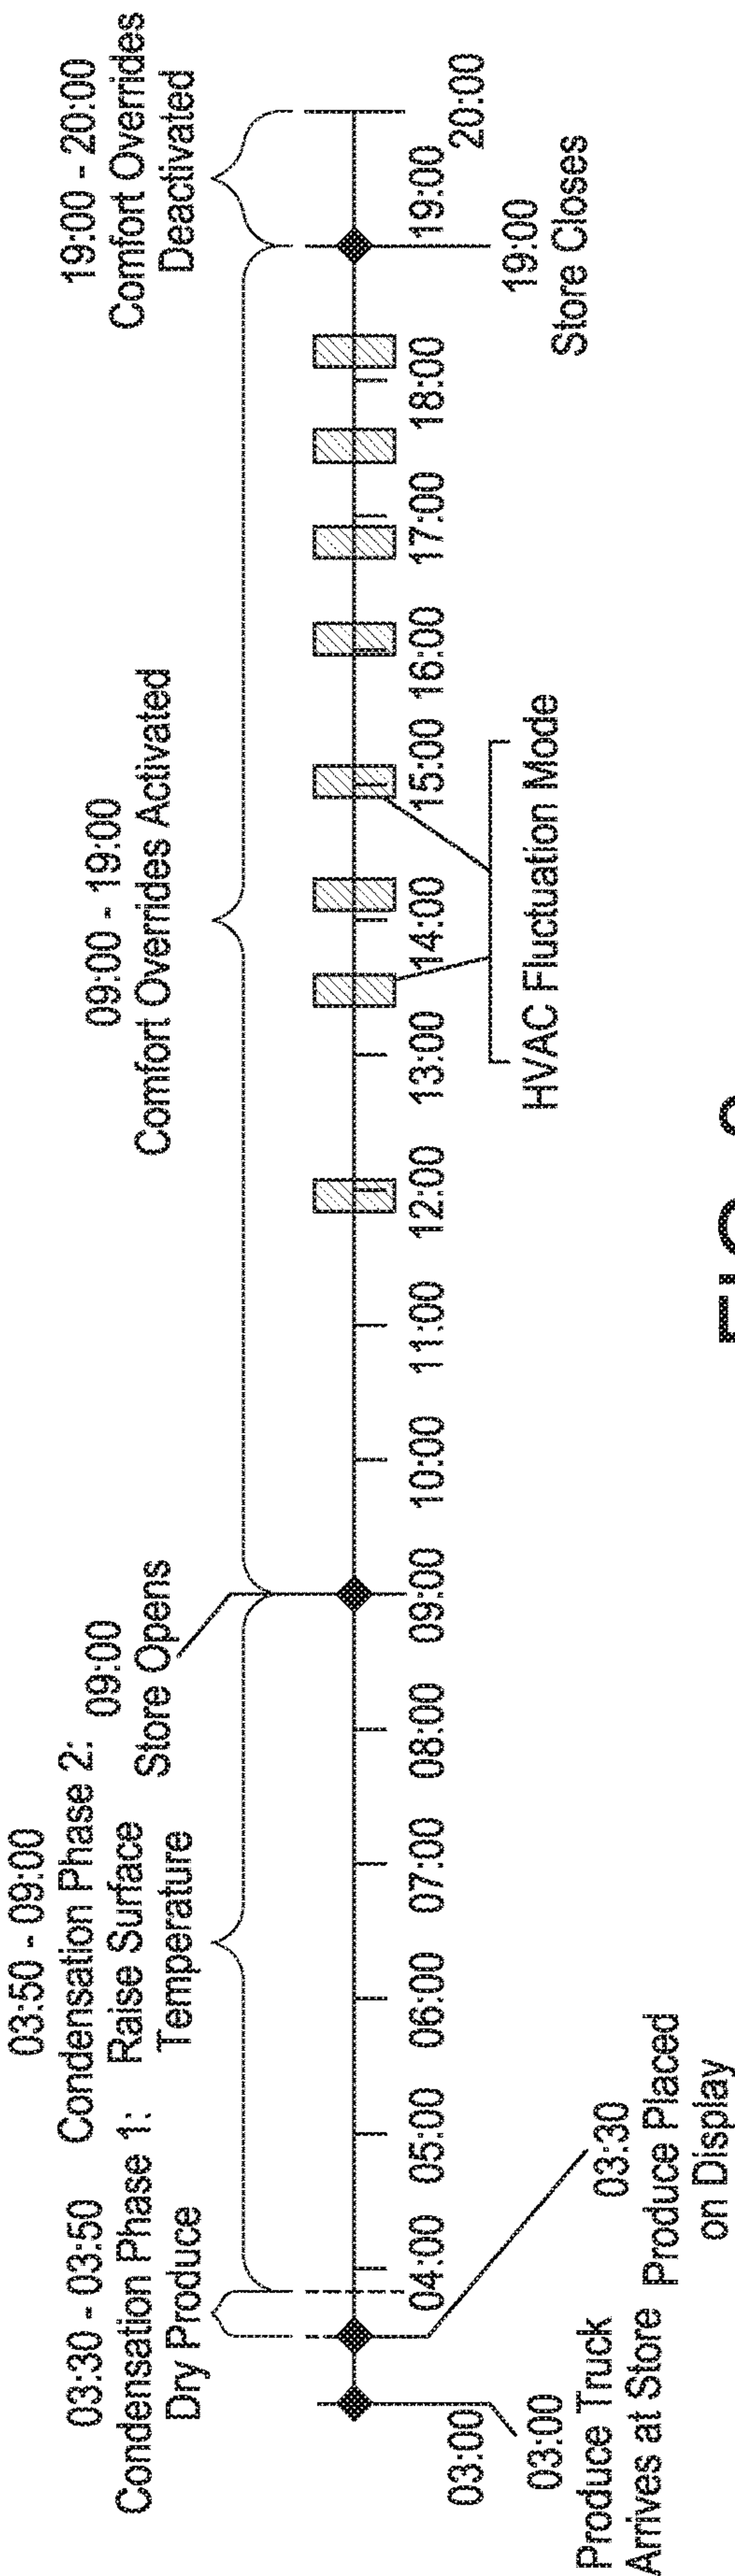 03:30 - 03:50
Condensation Phase 1:
Dry Produce
03:50 - 09:00
Condensation Phase 2:
Raise Surface
Temperature
09:00
Store Opens
09:00 - 19:00
Comfort Overrides Activated
19:00 - 20:00
Comfort Overrides
Deactivated
03:00
04:00
05:00
06:00
07:00
08:00
09:00
10:00
11:00
12:00
13:00
14:00
15:00
16:00
17:00
18:00
19:00
20:00
03:00
Produce Truck
Arrives at Store
03:30
Produce Placed
on Display
HVAC Fluctuation Mode
19:00
Store Closes